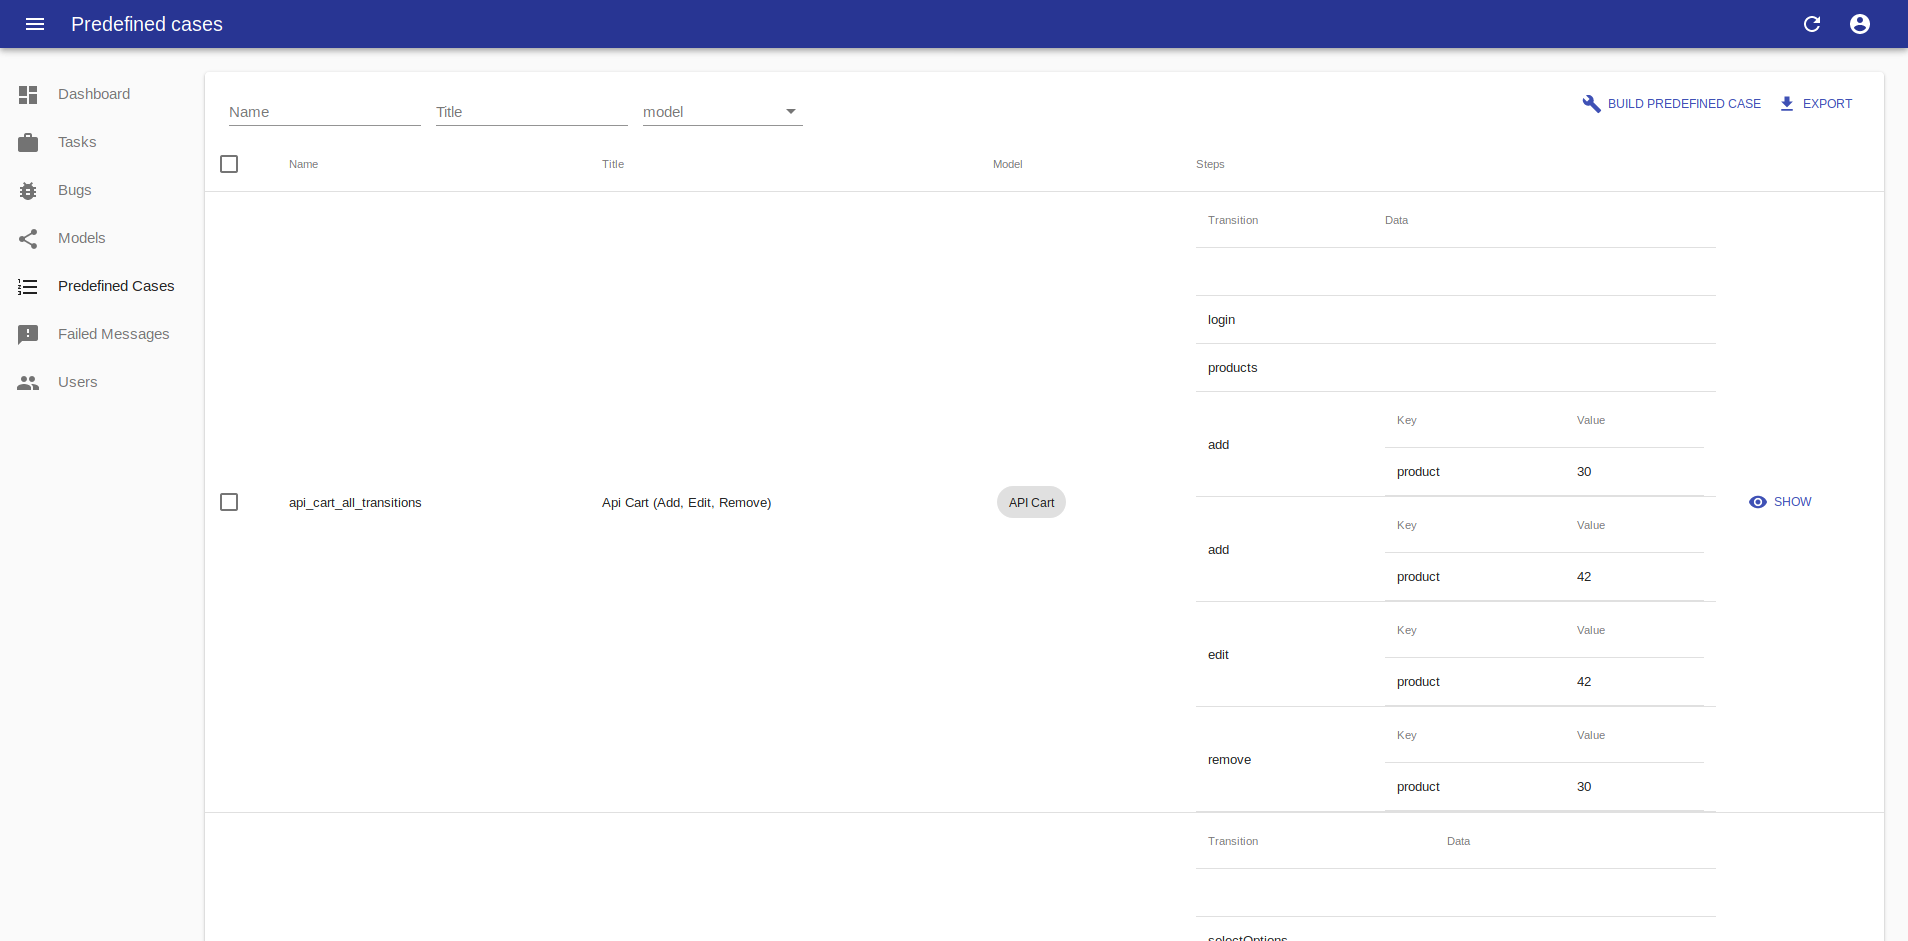 Predefined cases
Dashboard
Tasks
Bugs
Models
Predefined Cases
Failed Messages
Users
Name
Title
model
BUILD PREDEFINED CASE
EXPORT
Name Title Model Steps
Transition Data
login
products
add
Key Value
product 30
api_cart_all_transitions
Api Cart (Add, Edit, Remove)
API Cart
SHOW
add
Key Value
product 42
edit
Key Value
product 42
remove
Key Value
product 30
Transition Data
selectOptions